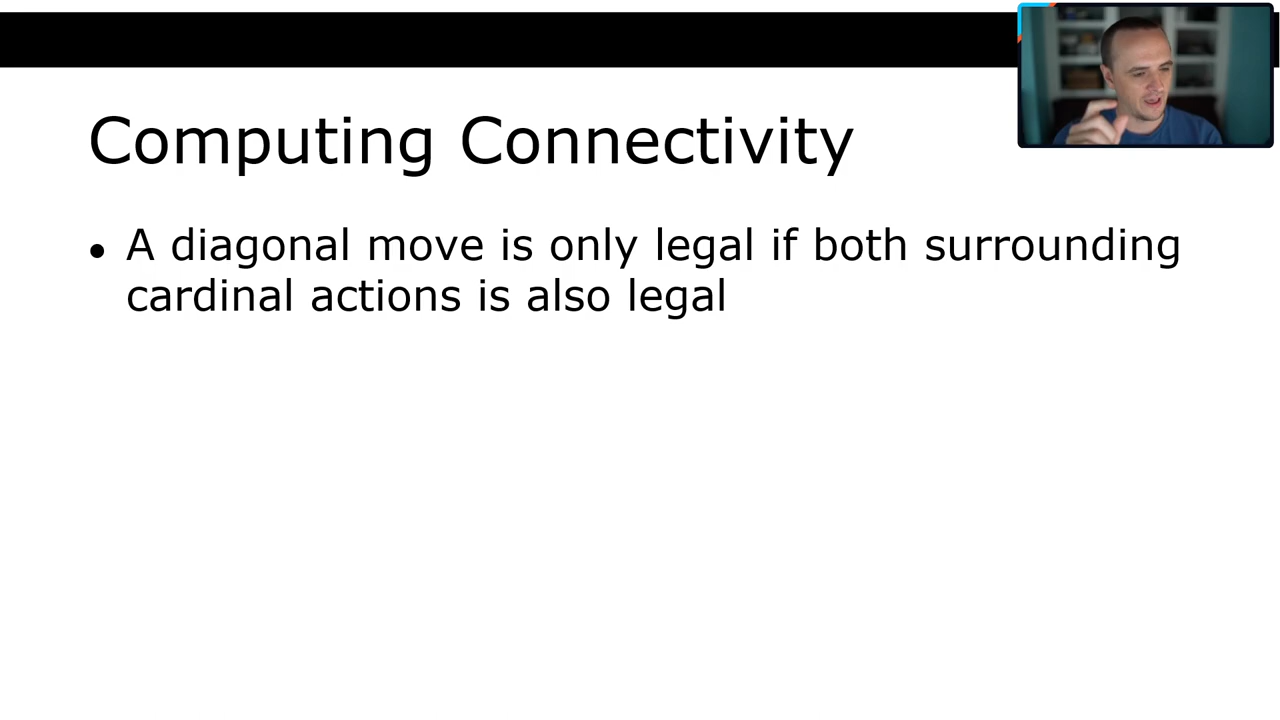 Computing Connectivity
• A diagonal move is only legal if both surrounding
cardinal actions is also legal